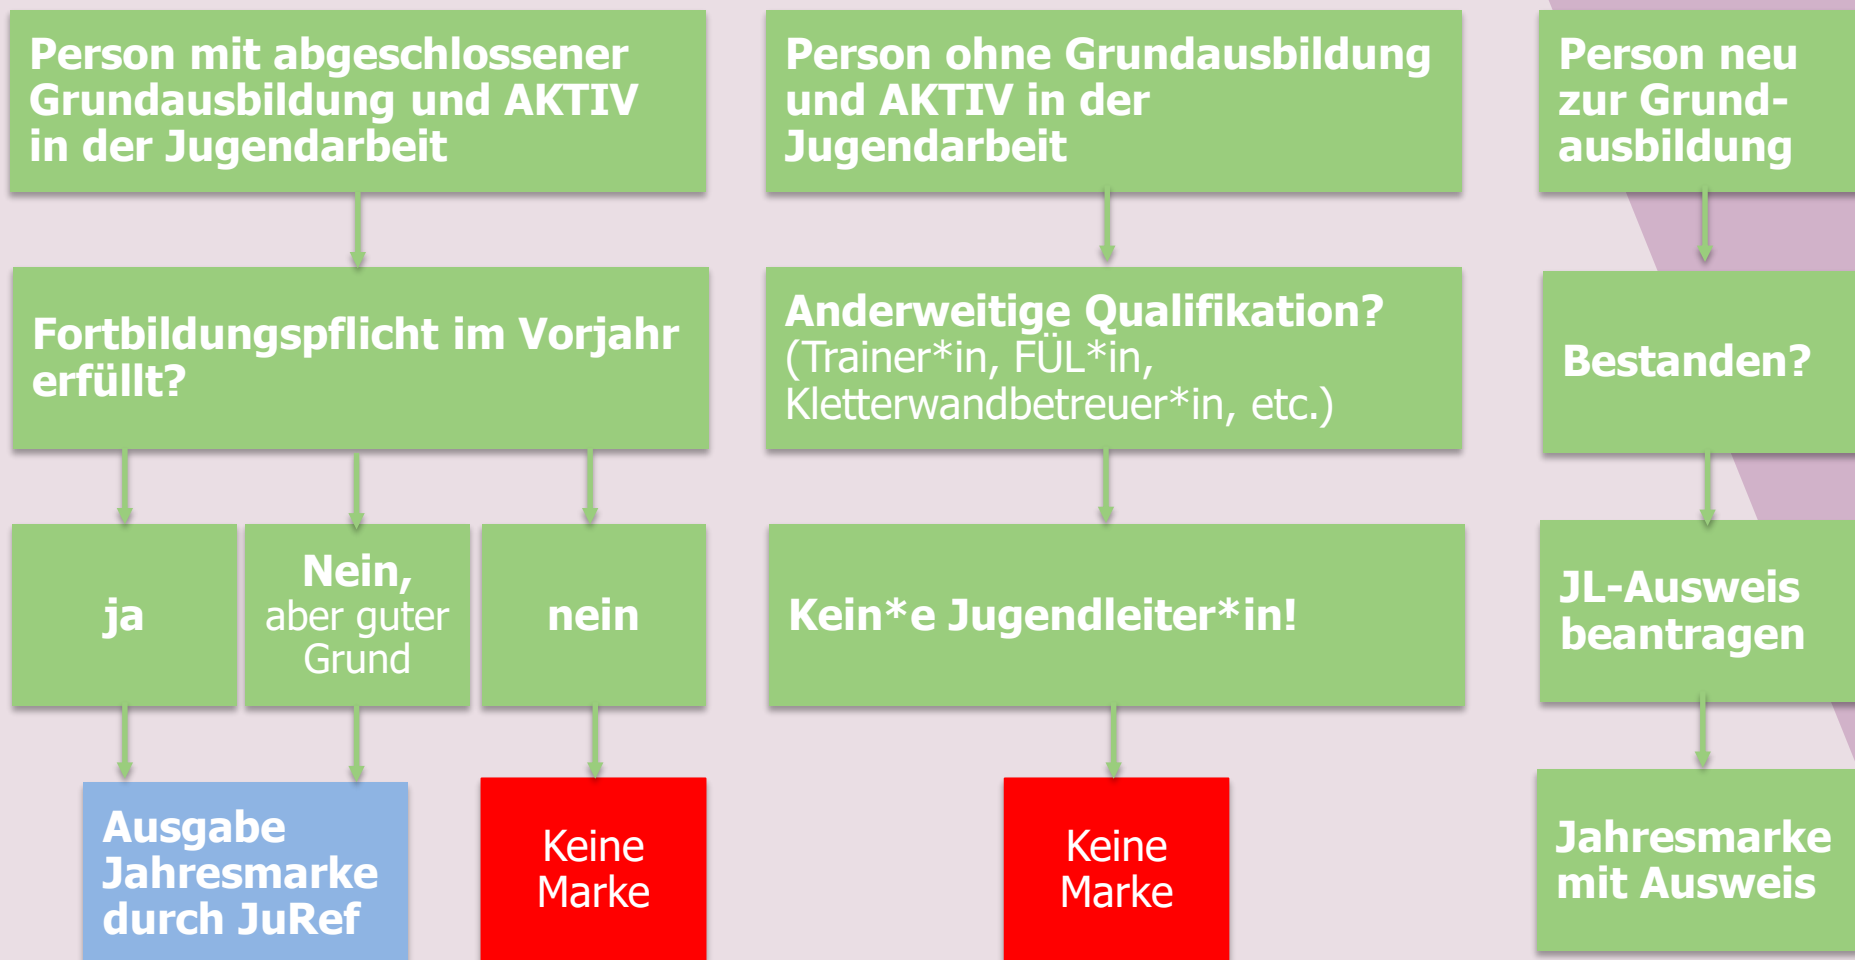 Person mit abgeschlossener
Grundausbildung und AKTIV
in der Jugendarbeit
Person ohne Grundausbildung
und AKTIV in der
Jugendarbeit
Person neu
zur Grund-
ausbildung
Fortbildungspflicht im Vorjahr
erfüllt?
Anderweitige Qualifikation?
(Trainer*in, FÜL*in,
Kletterwandbetreuer*in, etc.)
Bestanden?
ja
Nein,
aber guter
Grund
nein
Kein*e Jugendleiter*in!
JL-Ausweis
beantragen
Ausgabe
Jahresmarke
durch JuRef
Keine
Marke
Keine
Marke
Jahresmarke
mit Ausweis